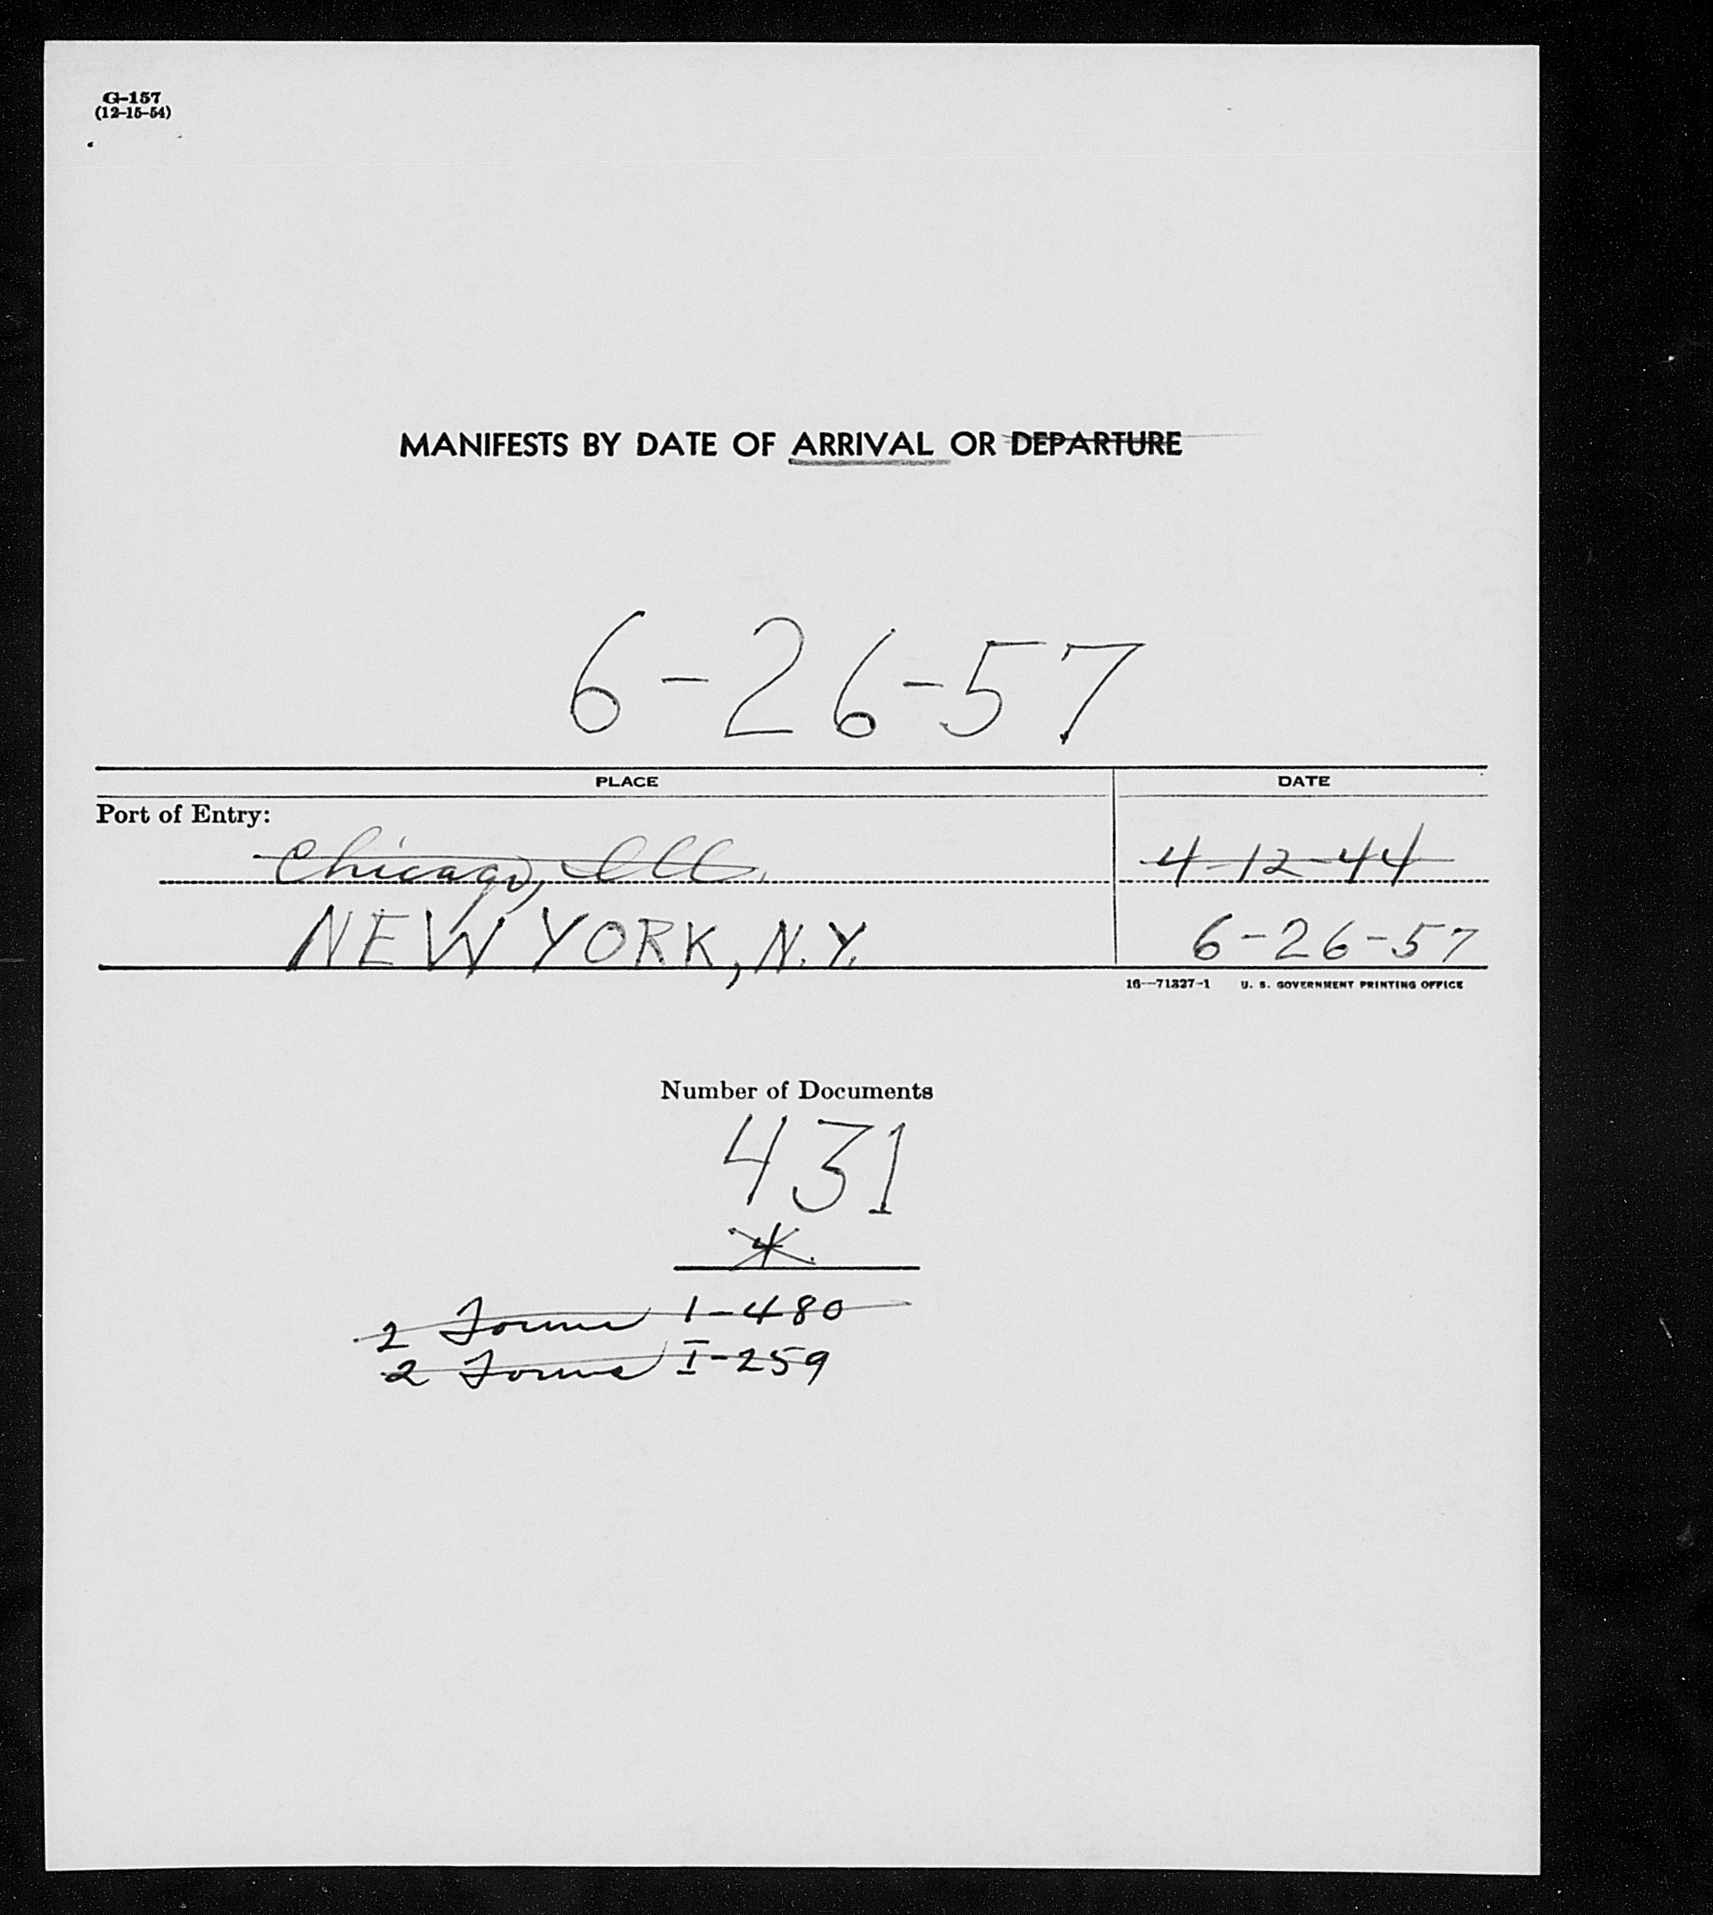 G-157
(12-15-54)
MANIFESTS BY DATE OF ARRIVAL OR DEPARTURE
6-26-57
PLACE DATE
Port of Entry:
Chicago, Ill. 4-12-44
NEW YORK, N.Y. 6-26-57
16—71327-1 U. S. GOVERNMENT PRINTING OFFICE
Number of Documents
431
4
2 Forms I-480
2 Forms I-259